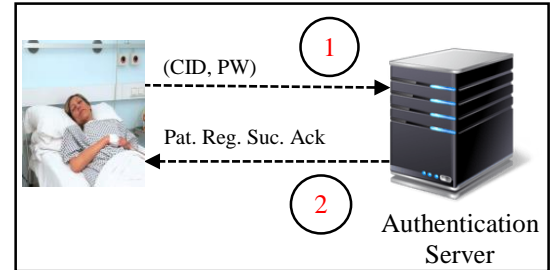 1
(CID, PW)
Pat. Reg. Suc. Ack
2
Authentication
Server